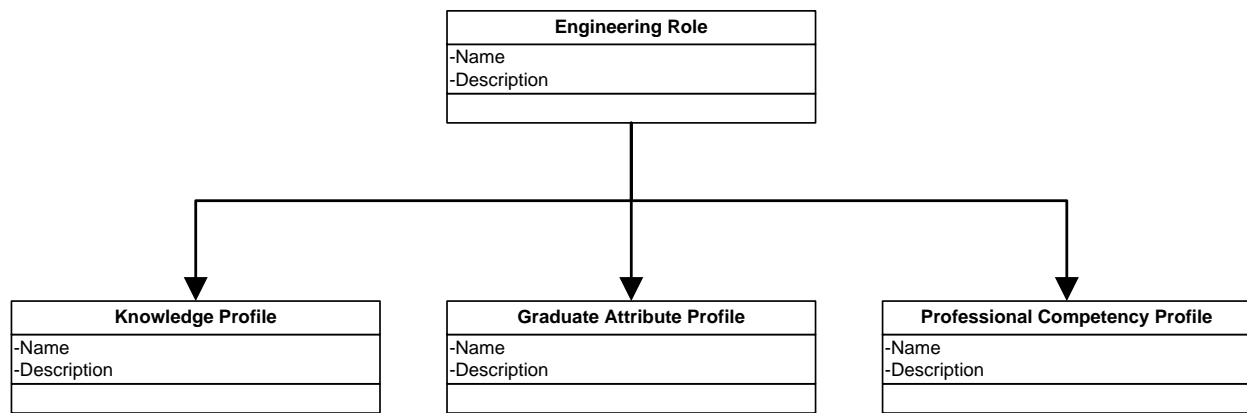 Engineering Role
-Name
-Description
Knowledge Profile
-Name
-Description
Graduate Attribute Profile
-Name
-Description
Professional Competency Profile
-Name
-Description